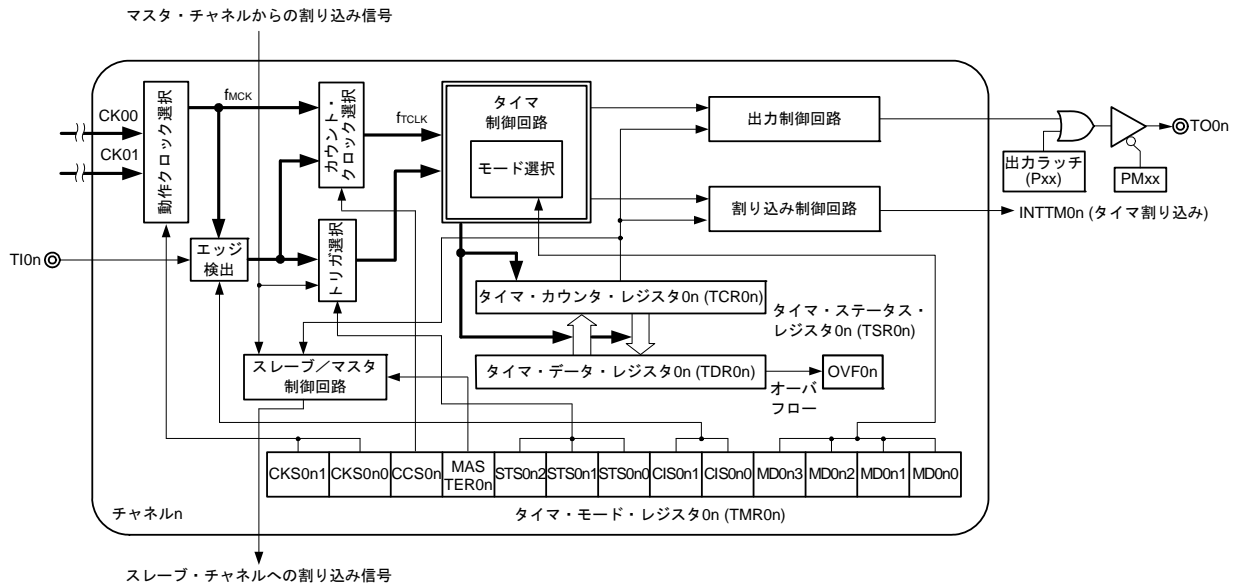 マスタ・チャネルからの割り込み信号
CK00
CK01
動作クロック選択
fMCK
カウント・
クロック選択
fTCLK
タイマ
制御回路
モード選択
出力制御回路
TO0n
出力ラッチ
(Pxx)
PMxx
割り込み制御回路
INTTM0n (タイマ割り込み)
TI0n
エッジ
検出
トリガ選択
タイマ・カウンタ・レジスタ0n (TCR0n)
タイマ・ステータス・
レジスタ0n (TSR0n)
スレーブ/マスタ
制御回路
タイマ・データ・レジスタ0n (TDR0n)
OVF0n
オーバ
フロー
CKS0n1
CKS0n0
CCS0n
MAS
TER0n
STS0n2
STS0n1
STS0n0
CIS0n1
CIS0n0
MD0n3
MD0n2
MD0n1
MD0n0
チャネルn
タイマ・モード・レジスタ0n (TMR0n)
スレーブ・チャネルへの割り込み信号